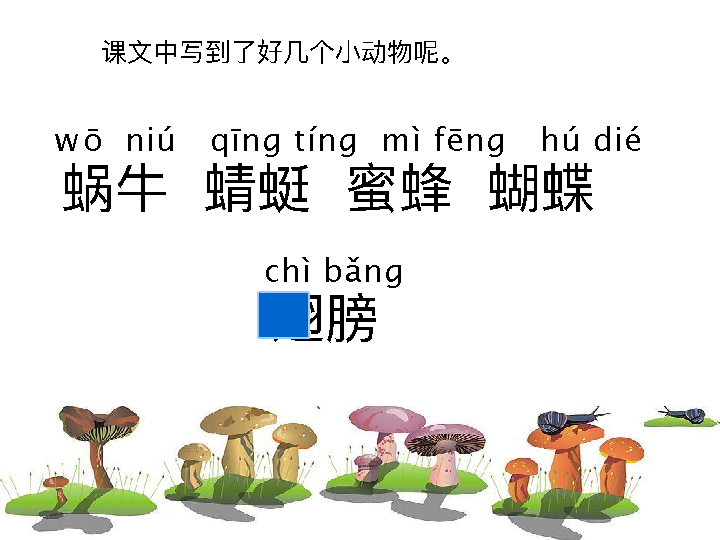 课文中写到了好几个小动物呢。
wō niú qīng tíng mì fēng hú dié
蜗牛 蜻蜓 蜜蜂 蝴蝶
chì bǎng
翅膀